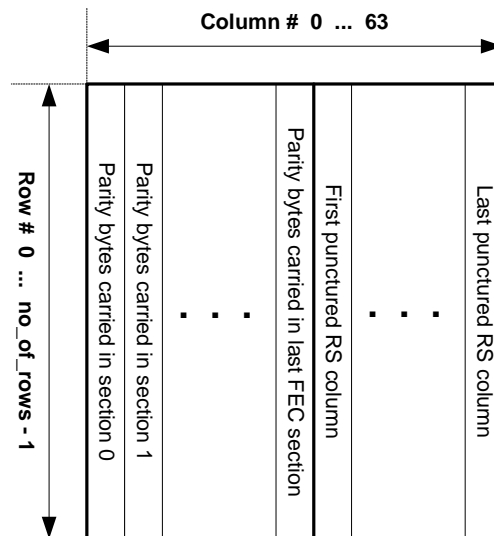 Column # 0 ... 63
Row # 0 ... no_of_rows - 1
Parity bytes carried in section 0
Parity bytes carried in section 1
. . .
Parity bytes carried in last FEC section
First punctured RS column
. . .
Last punctured RS column